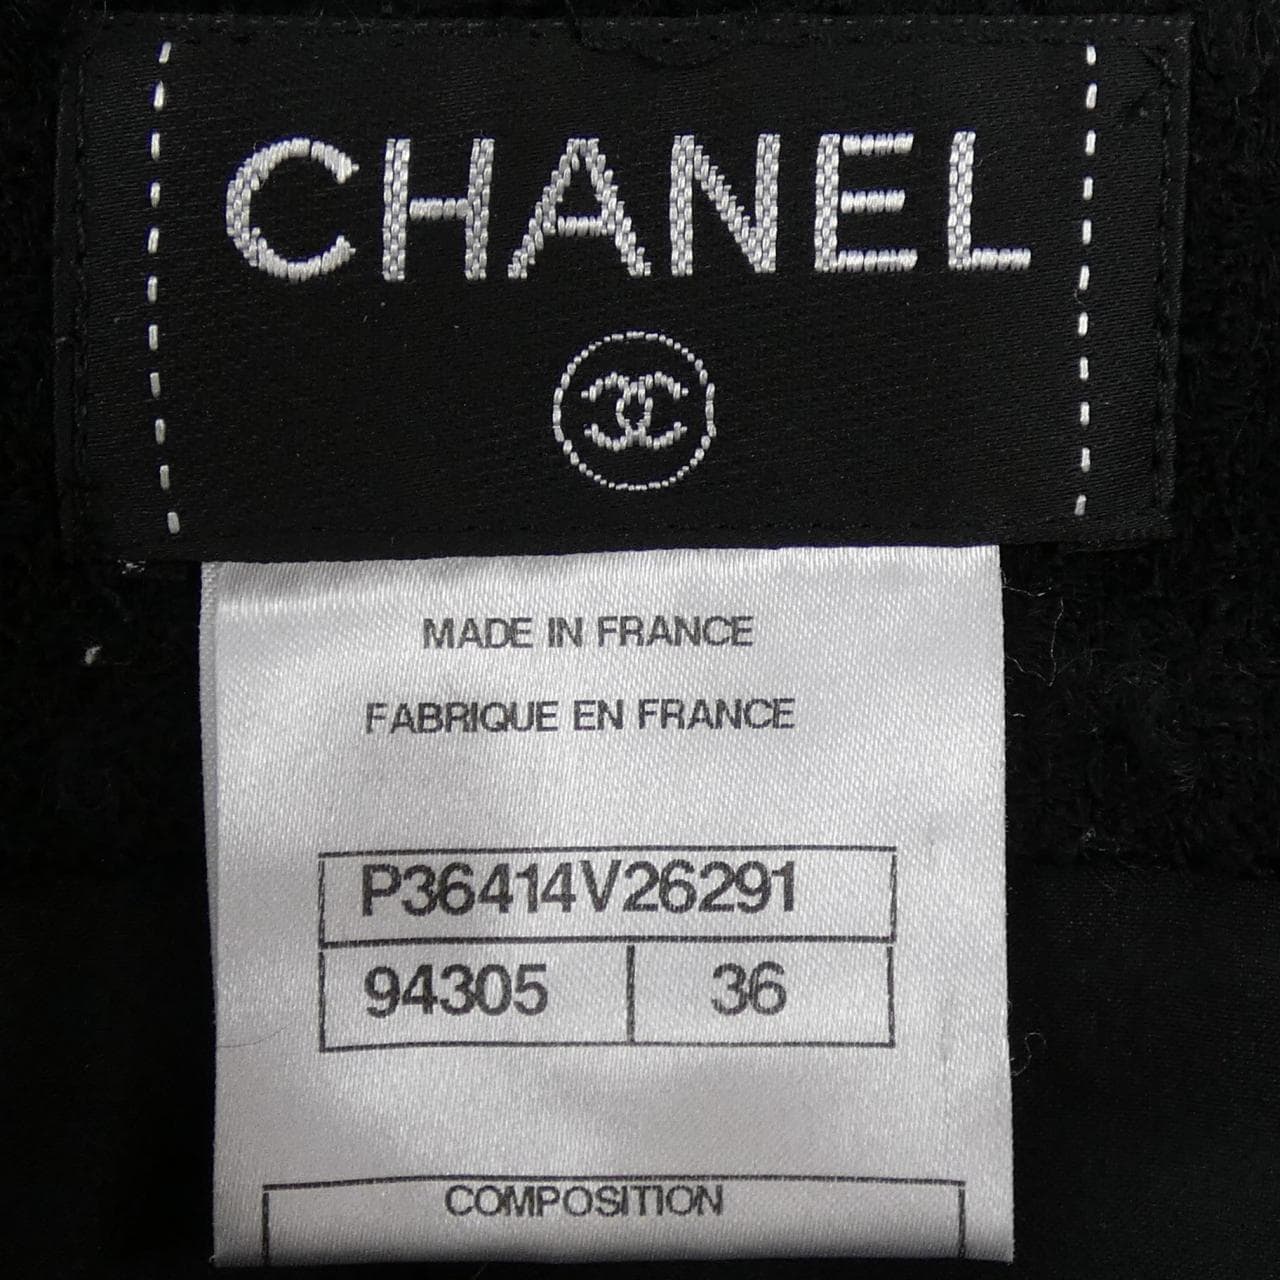 CHANEL
MADE IN FRANCE
FABRIQUE EN FRANCE
P36414V26291
94305 36
COMPOSITION